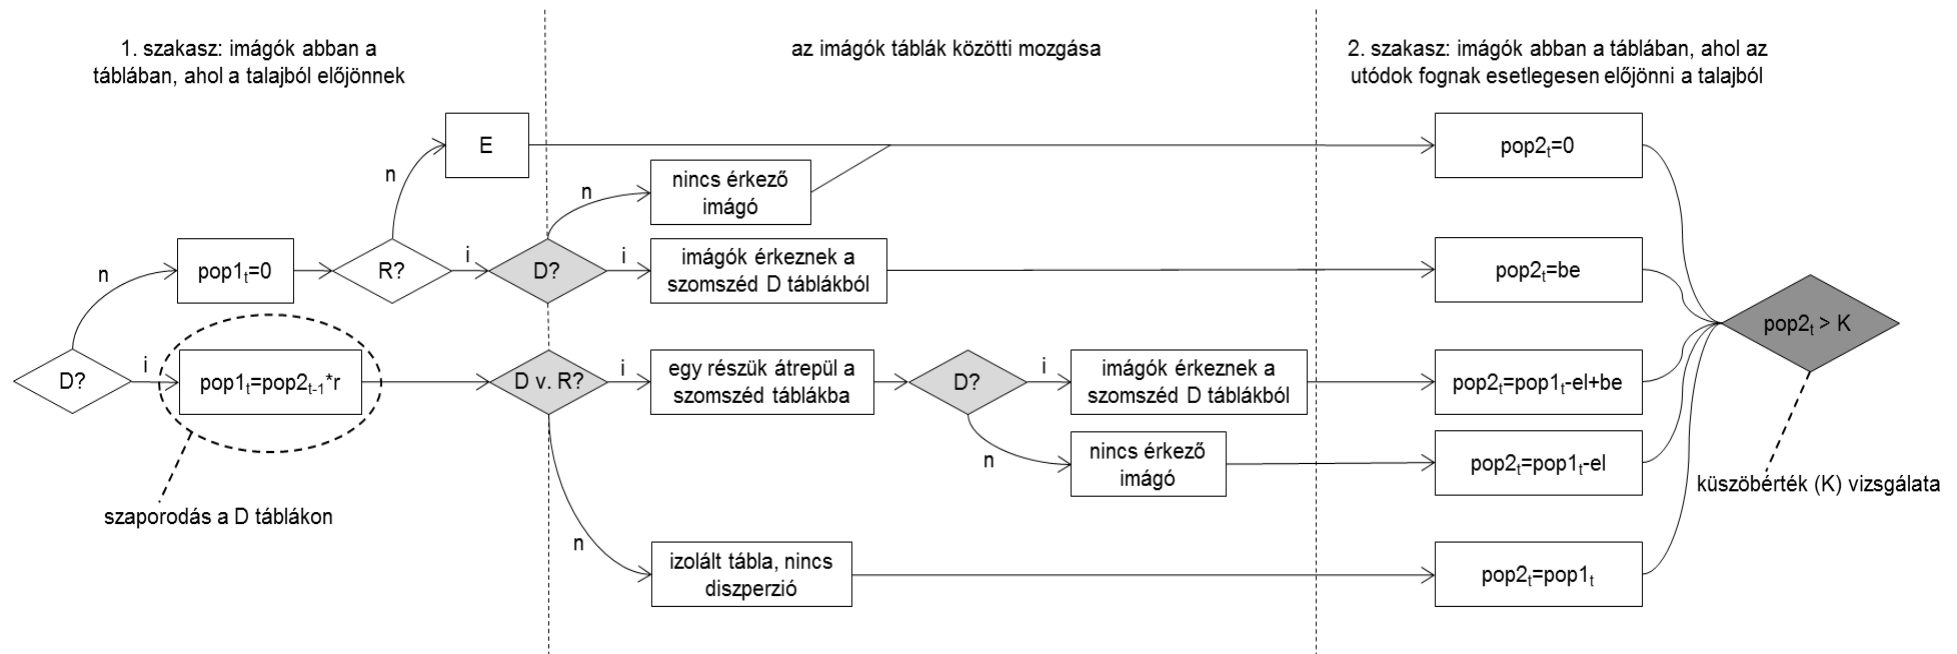 1. szakasz: imágók abban a
táblában, ahol a talajból előjönnek
az imágók táblák közötti mozgása
2. szakasz: imágók abban a táblában, ahol az
utódok fognak esetlegesen előjönni a talajból
E
pop2t=0
n
nincs érkező
imágó
n
n
pop1t=0
R?
i
D?
i
imágók érkeznek a
szomszéd D táblákból
pop2t=be
pop2t > K
D?
i
pop1t=pop2t-1*r
D v. R?
i
egy részük átrepül a
szomszéd táblákba
D?
i
imágók érkeznek a
szomszéd D táblákból
pop2t=pop1t-el+be
n
nincs érkező
imágó
pop2t=pop1t-el
küszöbérték (K) vizsgálata
szaporodás a D táblákon
n
izolált tábla, nincs
diszperzió
pop2t=pop1t